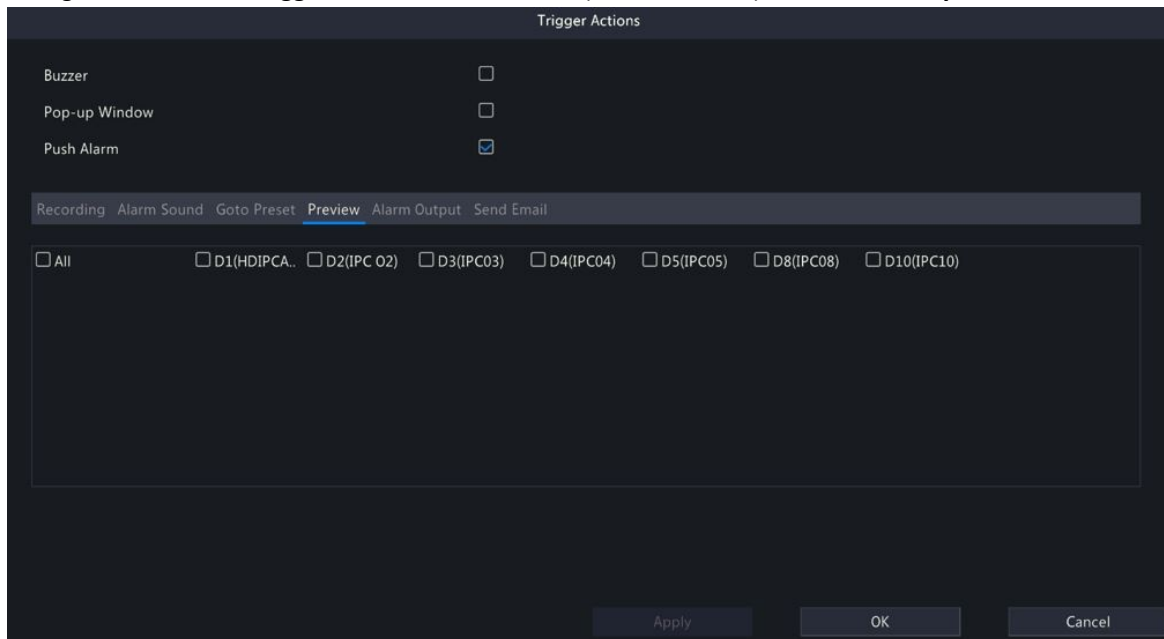 Trigger Actions
Buzzer
Pop-up Window
Push Alarm
Recording Alarm Sound Goto Preset Preview Alarm Output Send Email
All D1(HDIPCA.. D2(IPC O2) D3(IPC03) D4(IPC04) D5(IPC05) D8(IPC08) D10(IPC10)
Apply OK Cancel